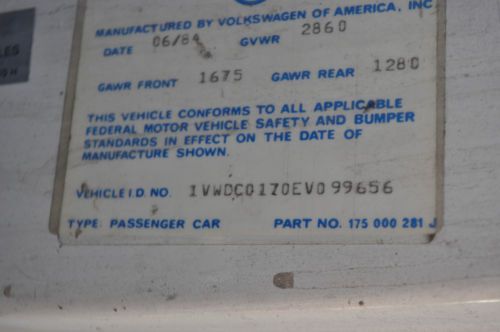 MANUFACTURED BY VOLKSWAGEN OF AMERICA, INC
DATE 06/84 GVWR 2860
GAWR FRONT 1675 GAWR REAR 1280
THIS VEHICLE CONFORMS TO ALL APPLICABLE
FEDERAL MOTOR VEHICLE SAFETY AND BUMPER
STANDARDS IN EFFECT ON THE DATE OF
MANUFACTURE SHOWN.
VEHICLE I.D. NO. 1VWDC0170EV099656
TYPE: PASSENGER CAR PART NO. 175 000 281 J